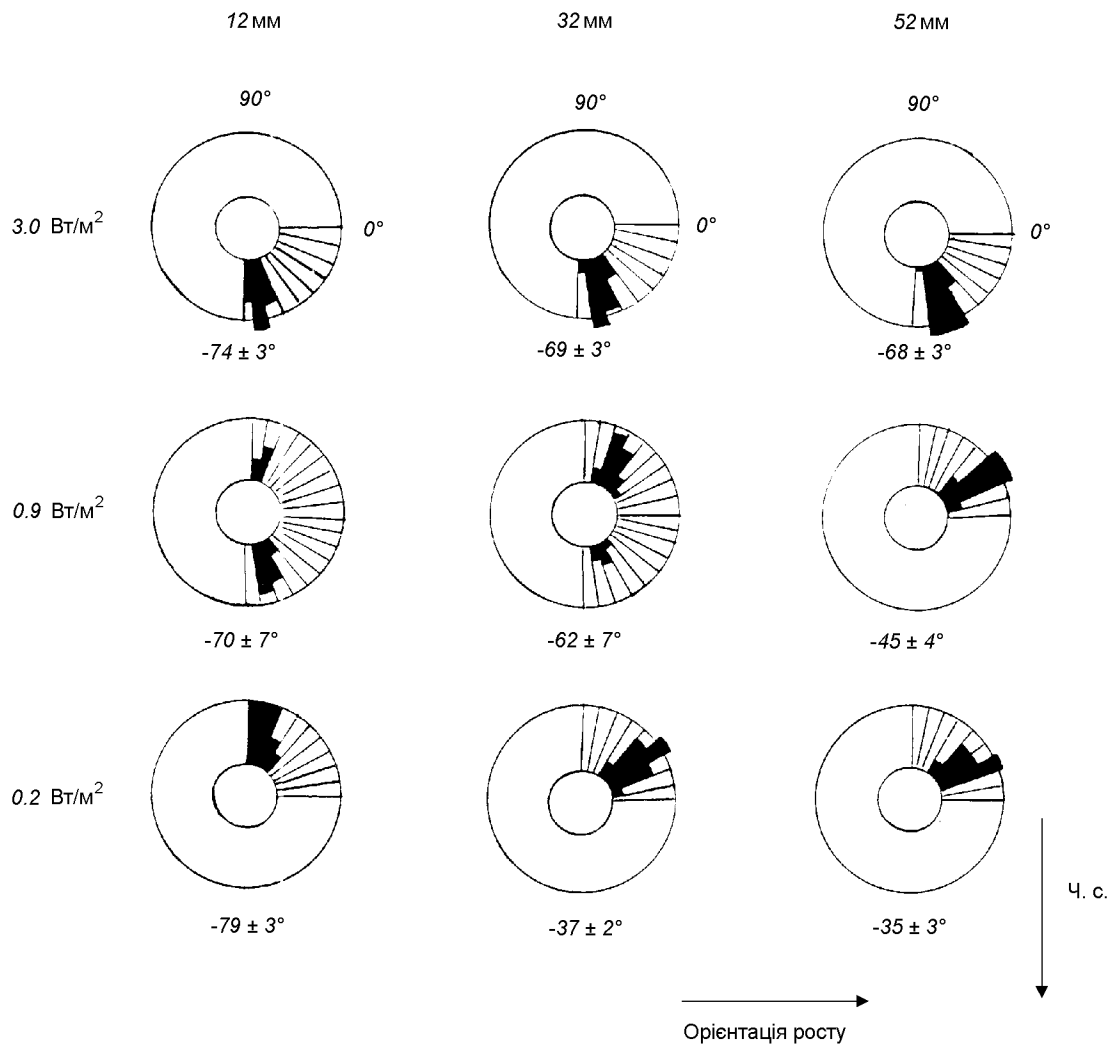 12 мм 32 мм 52 мм
90° 90° 90°
3.0 Вт/м² 0° 0° 0°
-74 ± 3° -69 ± 3° -68 ± 3°
0.9 Вт/м²
-70 ± 7° -62 ± 7° -45 ± 4°
0.2 Вт/м²
-79 ± 3° -37 ± 2° -35 ± 3°
Ч. с.
Орієнтація росту